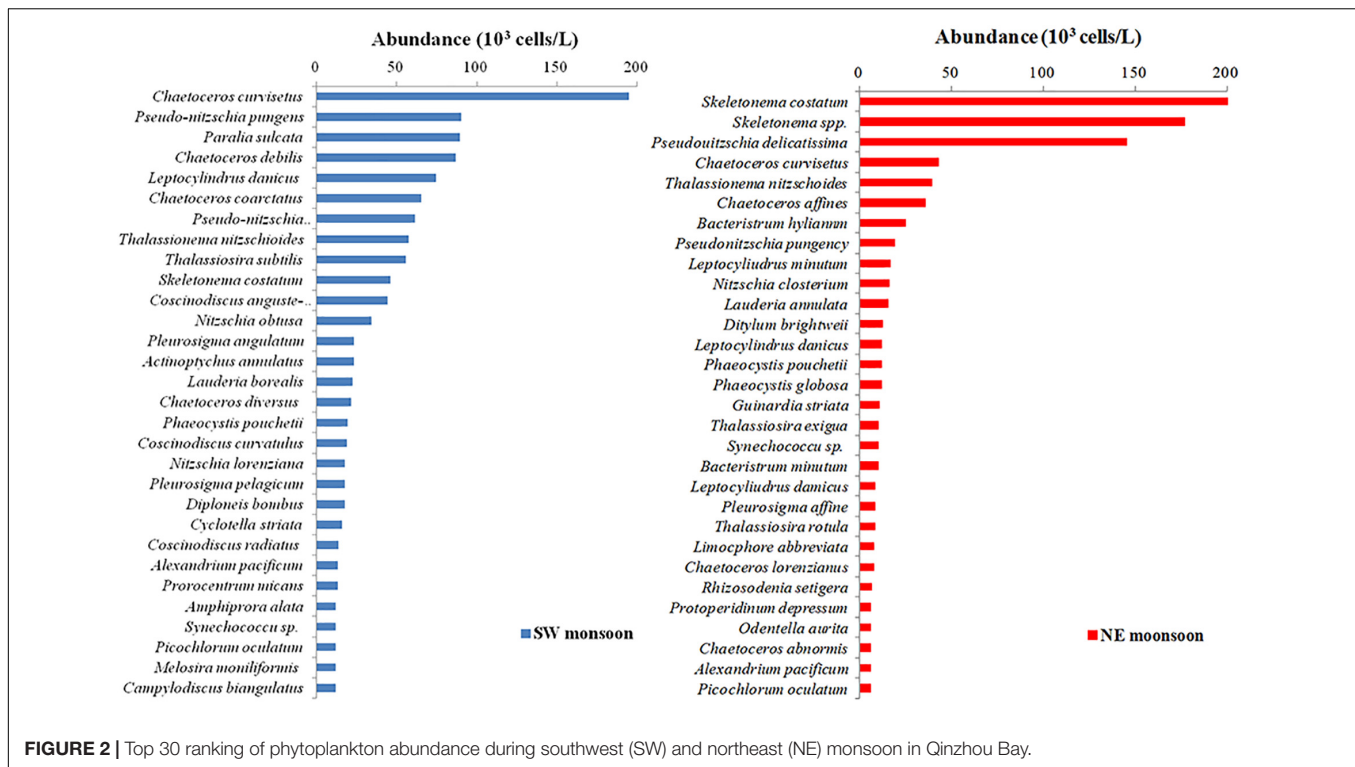 Abundance (10³ cells/L)
0 50 100 150 200
Chaetoceros curvisetus
Pseudo-nitzschia pungens
Paralia sulcata
Chaetoceros debilis
Leptocylindrus danicus
Chaetoceros coarctatus
Pseudo-nitzschia..
Thalassionema nitzschioides
Thalassiosira subtilis
Skeletonema costatum
Coscinodiscus anguste-..
Nitzschia obtusa
Pleurosigma angulatum
Actinoptychus annulatus
Lauderia borealis
Chaetoceros diversus
Phaeocystis pouchetii
Coscinodiscus curvatulus
Nitzschia lorenziana
Pleurosigma pelagicum
Diploneis bombus
Cyclotella striata
Coscinodiscus radiatus
Alexandrium pacificum
Prorocentrum micans
Amphiprora alata
Synechococcu sp.
Picochlorum oculatum
Melosira moniliformis
Campylodiscus biangulatus
SW monsoon
Abundance (10³ cells/L)
0 50 100 150 200
Skeletonema costatum
Skeletonema spp.
Pseudouitzschia delicatissima
Chaetoceros curvisetus
Thalassionema nitzschoides
Chaetoceros affines
Bacteristrum hyliannm
Pseudonitzschia pungency
Leptocyliudrus minutum
Nitzschia closterium
Lauderia annulata
Ditylum brightweii
Leptocylindrus danicus
Phaeocystis pouchetii
Phaeocystis globosa
Guinardia striata
Thalassiosira exigua
Synechococcu sp.
Bacteristrum minutum
Leptocyliudrus damicus
Pleurosigma affine
Thalassiosira rotula
Limocphore abbreviata
Chaetoceros lorenzianus
Rhizosodenia setigera
Protoperidinum depressum
Odentella aurita
Chaetoceros abnormis
Alexandrium pacificum
Picochlorum oculatum
NE moonsoon
FIGURE 2 | Top 30 ranking of phytoplankton abundance during southwest (SW) and northeast (NE) monsoon in Qinzhou Bay.